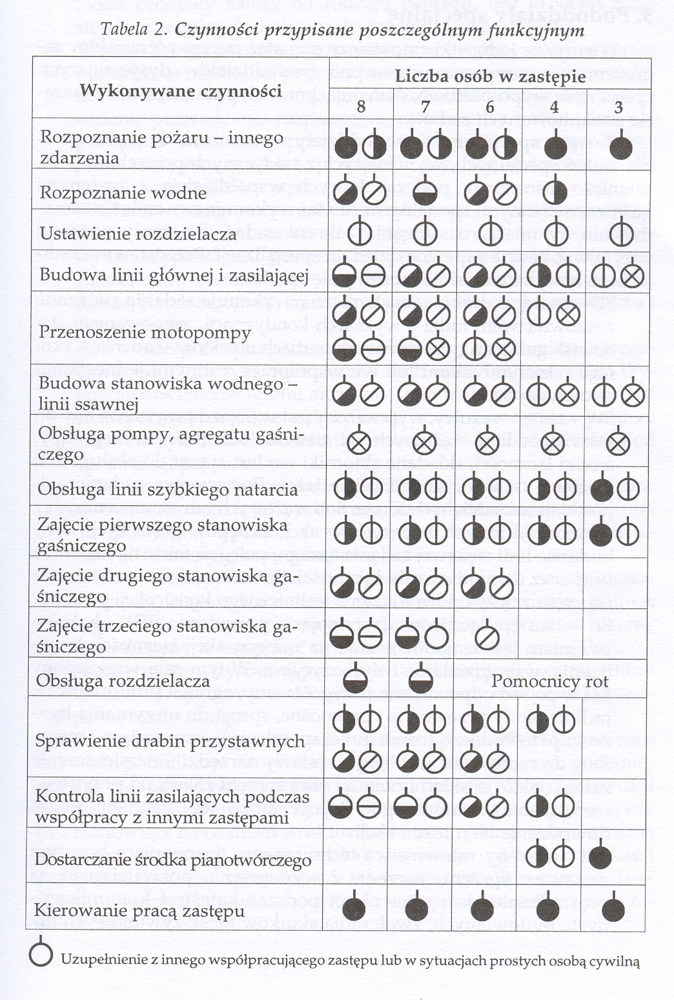 Tabela 2. Czynności przypisane poszczególnym funkcyjnym
Wykonywane czynności
Liczba osób w zastępie
8 7 6 4 3
Rozpoznanie pożaru – innego
zdarzenia
Rozpoznanie wodne
Ustawienie rozdzielacza
Budowa linii głównej i zasilającej
Przenoszenie motopompy
Budowa stanowiska wodnego –
linii ssawnej
Obsługa pompy, agregatu gaśni-
czego
Obsługa linii szybkiego natarcia
Zajęcie pierwszego stanowiska
gaśniczego
Zajęcie drugiego stanowiska ga-
śniczego
Zajęcie trzeciego stanowiska ga-
śniczego
Obsługa rozdzielacza
Pomocnicy rot
Sprawienie drabin przystawnych
Kontrola linii zasilających podczas
współpracy z innymi zastępami
Dostarczanie środka pianotwórczego
Kierowanie pracą zastępu
Uzupełnienie z innego współpracującego zastępu lub w sytuacjach prostych osobą cywilną